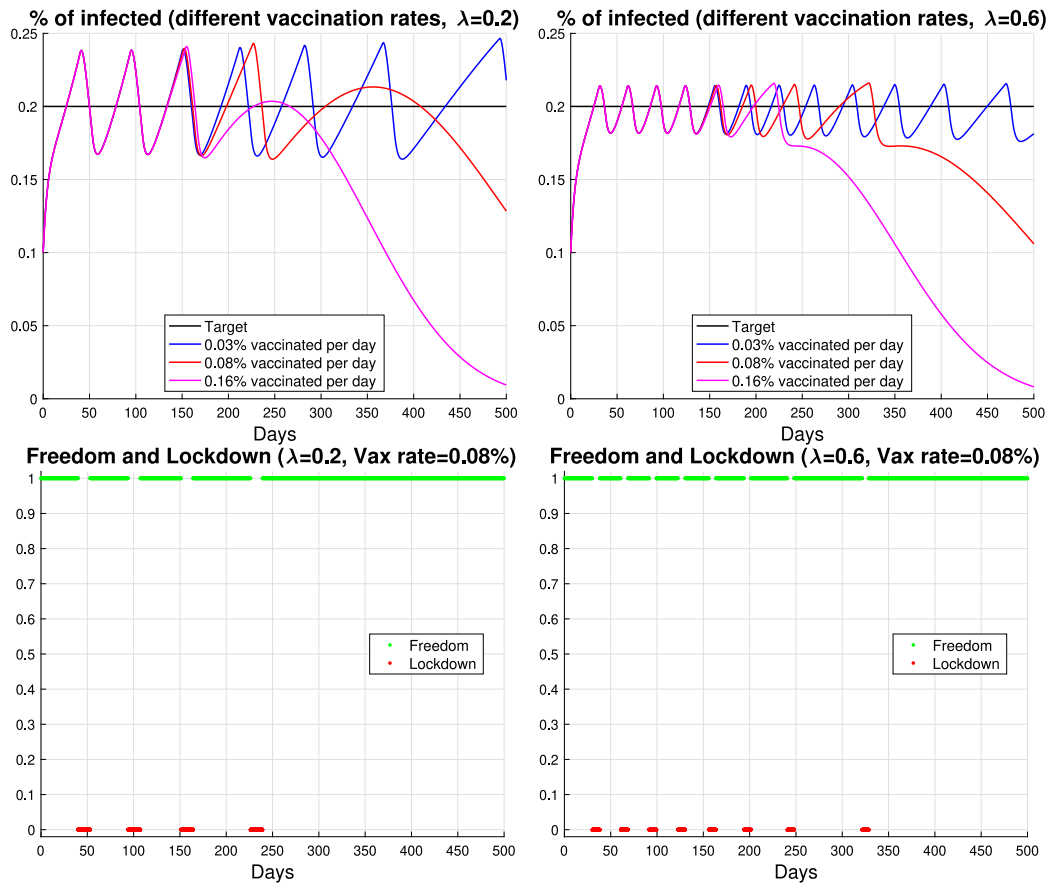 % of infected (different vaccination rates, λ=0.2)
0.25
0.2
0.15
0.1
0.05
0
Target
0.03% vaccinated per day
0.08% vaccinated per day
0.16% vaccinated per day
0 50 100 150 200 250 300 350 400 450 500
Days
% of infected (different vaccination rates, λ=0.6)
0.25
0.2
0.15
0.1
0.05
0
Target
0.03% vaccinated per day
0.08% vaccinated per day
0.16% vaccinated per day
0 50 100 150 200 250 300 350 400 450 500
Days
Freedom and Lockdown (λ=0.2, Vax rate=0.08%)
1
0.9
0.8
0.7
0.6
0.5
0.4
0.3
0.2
0.1
0
Freedom
Lockdown
0 50 100 150 200 250 300 350 400 450 500
Days
Freedom and Lockdown (λ=0.6, Vax rate=0.08%)
1
0.9
0.8
0.7
0.6
0.5
0.4
0.3
0.2
0.1
0
Freedom
Lockdown
0 50 100 150 200 250 300 350 400 450 500
Days